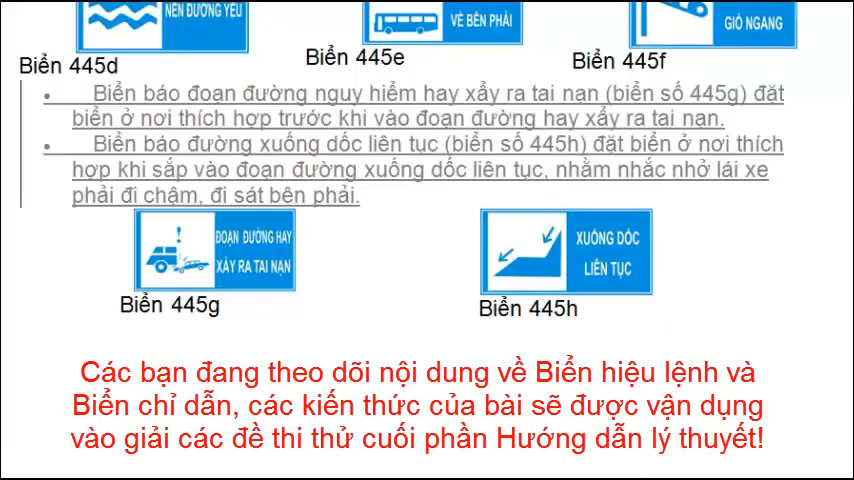 NỀN ĐƯỜNG YẾU
VỀ BÊN PHẢI
GIÓ NGANG
Biển 445d
Biển 445e
Biển 445f
• Biển báo đoạn đường nguy hiểm hay xẩy ra tai nạn (biển số 445g) đặt
biển ở nơi thích hợp trước khi vào đoạn đường hay xẩy ra tai nạn.
• Biển báo đường xuống dốc liên tục (biển số 445h) đặt biển ở nơi thích
hợp khi sắp vào đoạn đường xuống dốc liên tục, nhằm nhắc nhở lái xe
phải đi chậm, đi sát bên phải.
ĐOẠN ĐƯỜNG HAY
XẢY RA TAI NẠN
XUỐNG DỐC
LIÊN TỤC
Biển 445g
Biển 445h
Các bạn đang theo dõi nội dung về Biển hiệu lệnh và
Biển chỉ dẫn, các kiến thức của bài sẽ được vận dụng
vào giải các đề thi thử cuối phần Hướng dẫn lý thuyết!